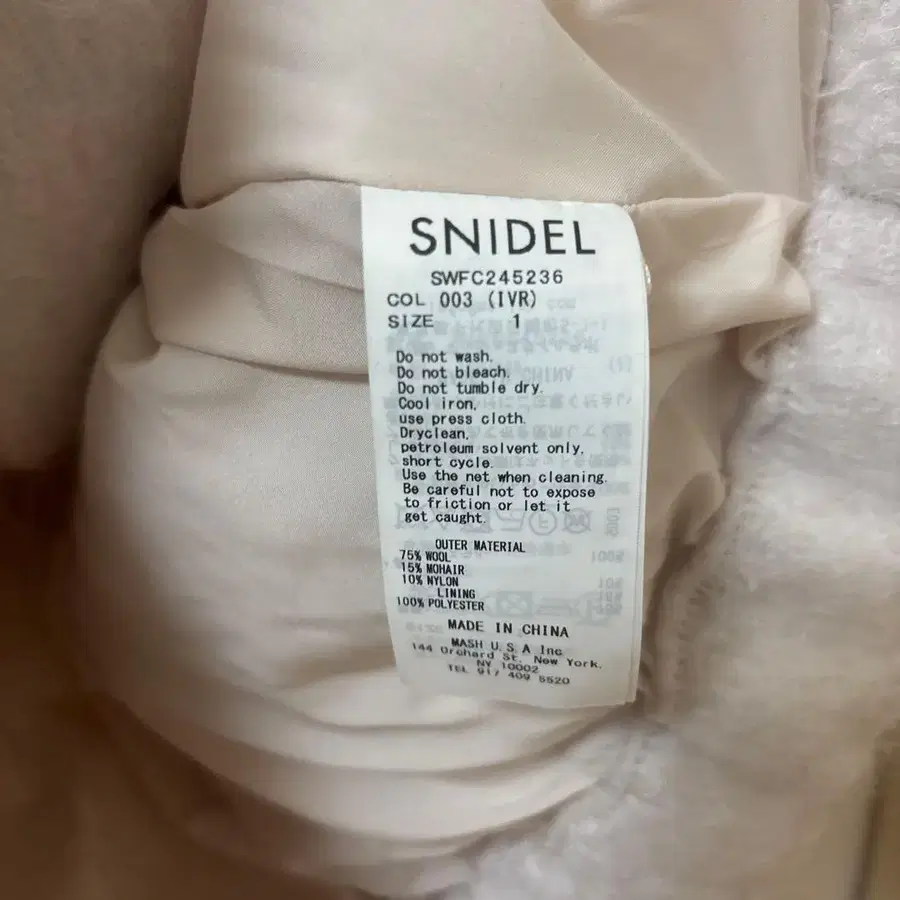 SNIDEL
SWFC245236
COL 003 (IVR)
SIZE 1
Do not wash.
Do not bleach.
Do not tumble dry.
Cool iron,
use press cloth.
Dryclean,
petroleum solvent only,
short cycle.
Use the net when cleaning.
Be careful not to expose
to friction or let it
get caught.
OUTER MATERIAL
75% WOOL
15% MOHAIR
10% NYLON
LINING
100% POLYESTER
MADE IN CHINA
MASH U.S.A Inc
144 Orchard St. New York.
NY 10002
TEL 917 409 5520